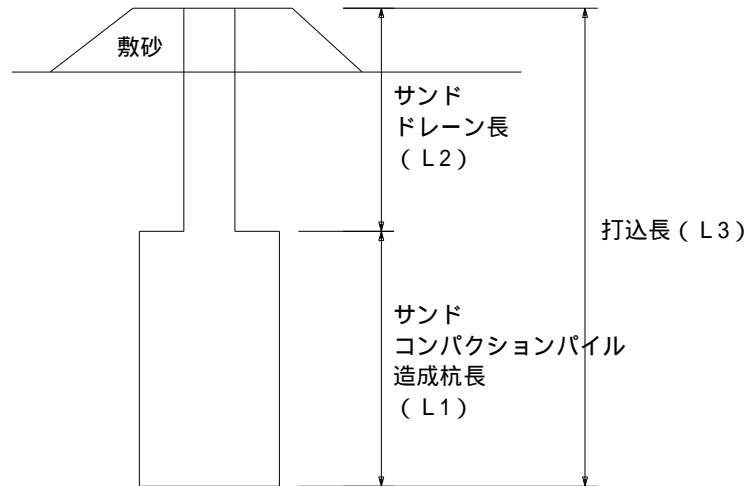 敷砂
サンド
ドレーン長
（L2）
打込長（L3）
サンド
コンパクションパイル
造成杭長
（L1）